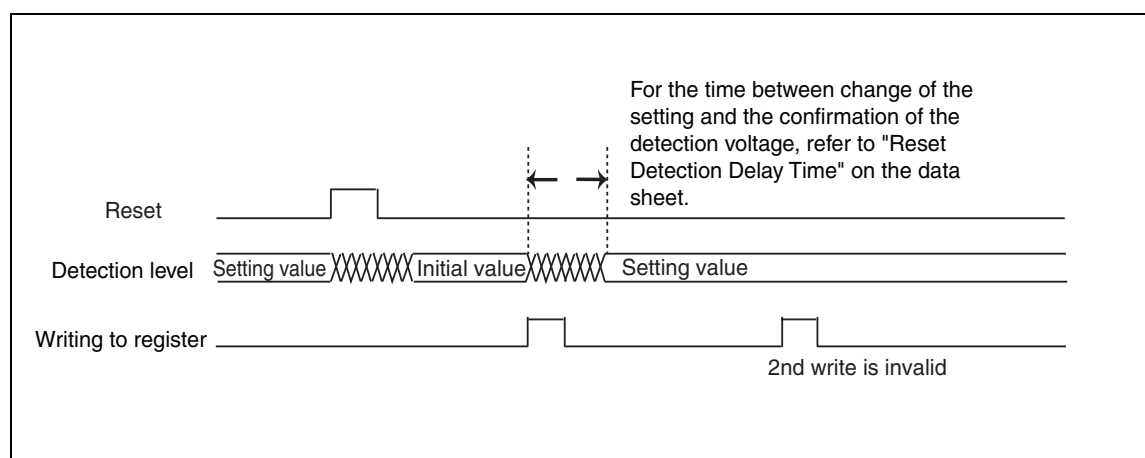 For the time between change of the
setting and the confirmation of the
detection voltage, refer to "Reset
Detection Delay Time" on the data
sheet.
Reset
Detection level
Setting value
Initial value
Setting value
Writing to register
2nd write is invalid